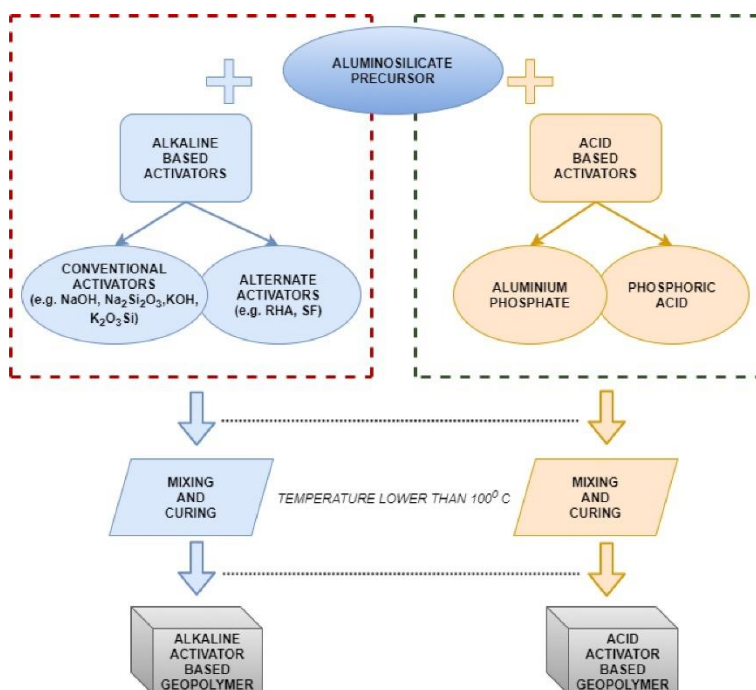 ALUMINOSILICATE
PRECURSOR
ALKALINE
BASED
ACTIVATORS
ACID
BASED
ACTIVATORS
CONVENTIONAL
ACTIVATORS
(e.g. NaOH, Na₂Si₂O₃,KOH,
K₂O₃Si)
ALTERNATE
ACTIVATORS
(e.g. RHA, SF)
ALUMINIUM
PHOSPHATE
PHOSPHORIC
ACID
MIXING
AND
CURING
TEMPERATURE LOWER THAN 100⁰ C
MIXING
AND
CURING
ALKALINE
ACTIVATOR
BASED
GEOPOLYMER
ACID
ACTIVATOR
BASED
GEOPOLYMER